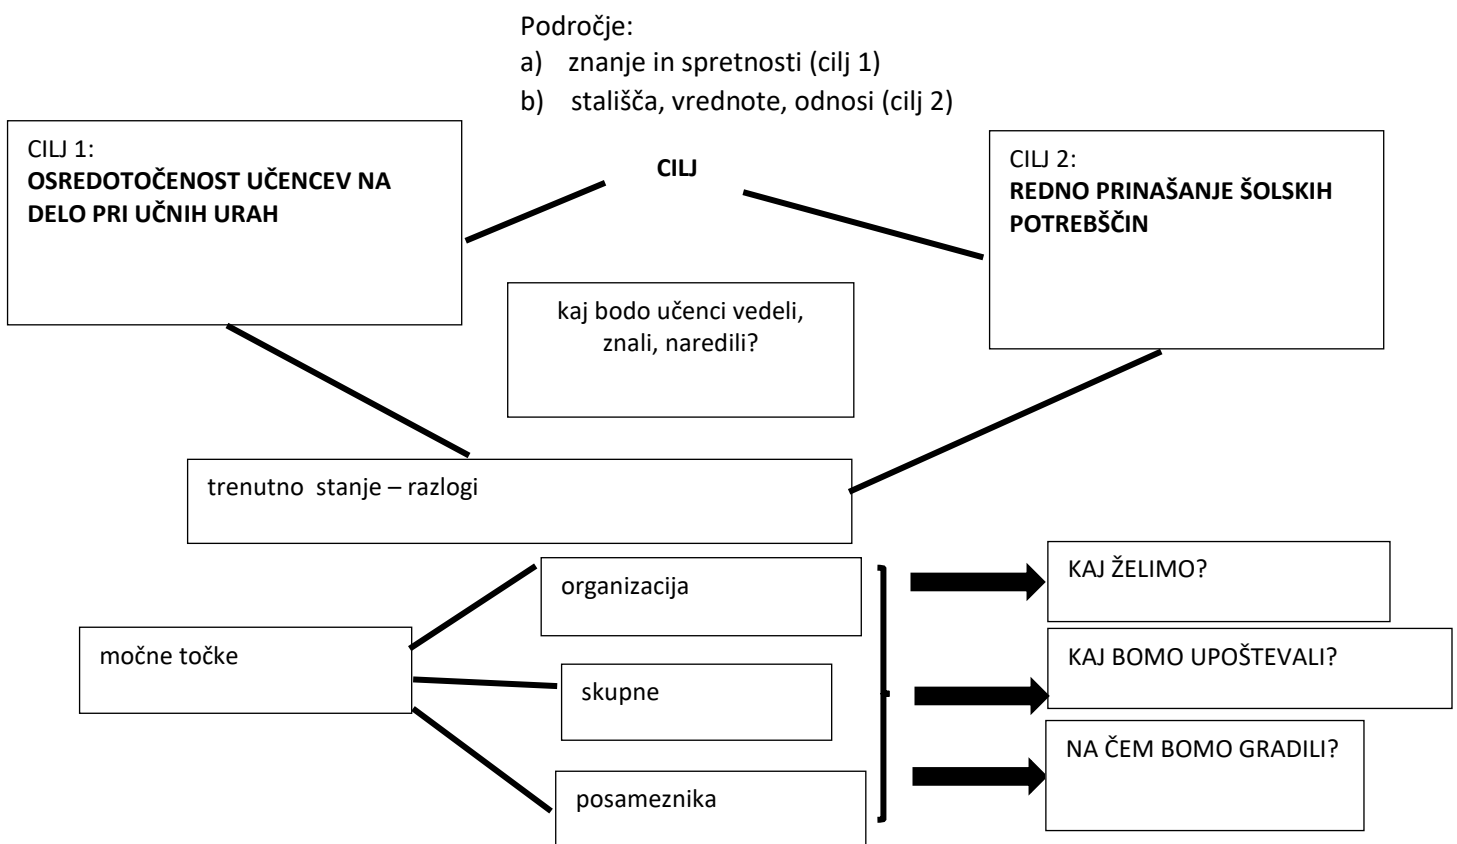 Področje:
a) znanje in spretnosti (cilj 1)
b) stališča, vrednote, odnosi (cilj 2)
CILJ 1:
OSREDOTOČENOST UČENCEV NA
DELO PRI UČNIH URAH
CILJ
CILJ 2:
REDNO PRINAŠANJE ŠOLSKIH
POTREBŠČIN
kaj bodo učenci vedeli,
znali, naredili?
trenutno stanje – razlogi
močne točke
organizacija
skupne
posameznika
KAJ ŽELIMO?
KAJ BOMO UPOŠTEVALI?
NA ČEM BOMO GRADILI?